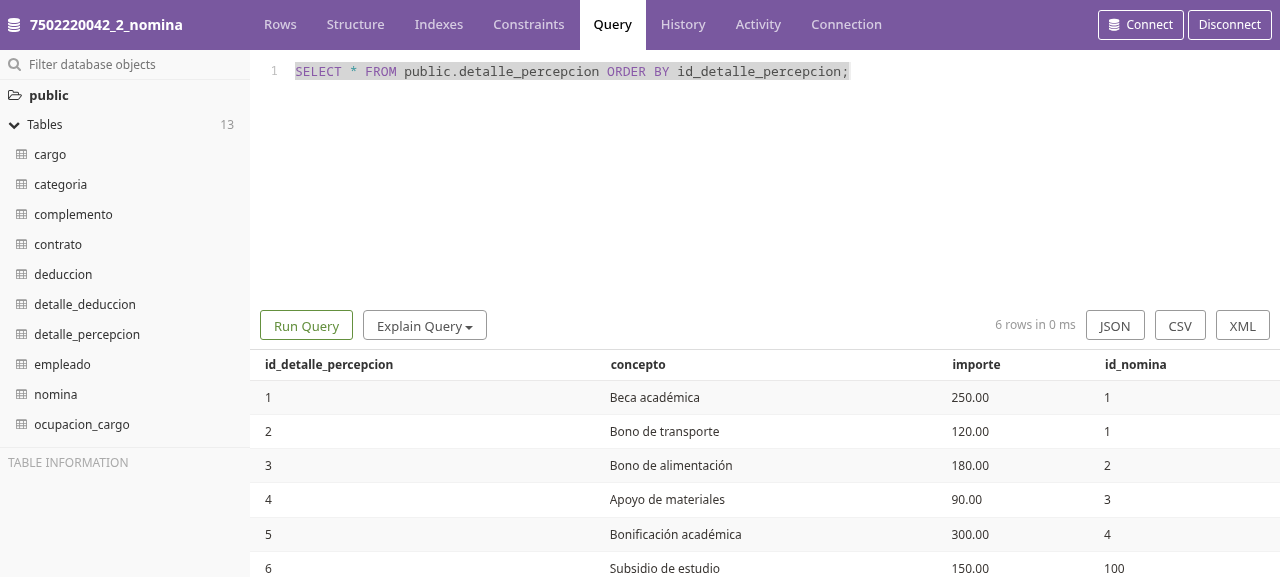 7502220042_2_nomina
Rows Structure Indexes Constraints Query History Activity Connection Connect Disconnect
Filter database objects
public
Tables 13
cargo
categoria
complemento
contrato
deduccion
detalle_deduccion
detalle_percepcion
empleado
nomina
ocupacion_cargo
TABLE INFORMATION
1 SELECT * FROM public.detalle_percepcion ORDER BY id_detalle_percepcion;
Run Query Explain Query 6 rows in 0 ms JSON CSV XML
id_detalle_percepcion concepto importe id_nomina
1 Beca académica 250.00 1
2 Bono de transporte 120.00 1
3 Bono de alimentación 180.00 2
4 Apoyo de materiales 90.00 3
5 Bonificación académica 300.00 4
6 Subsidio de estudio 150.00 100